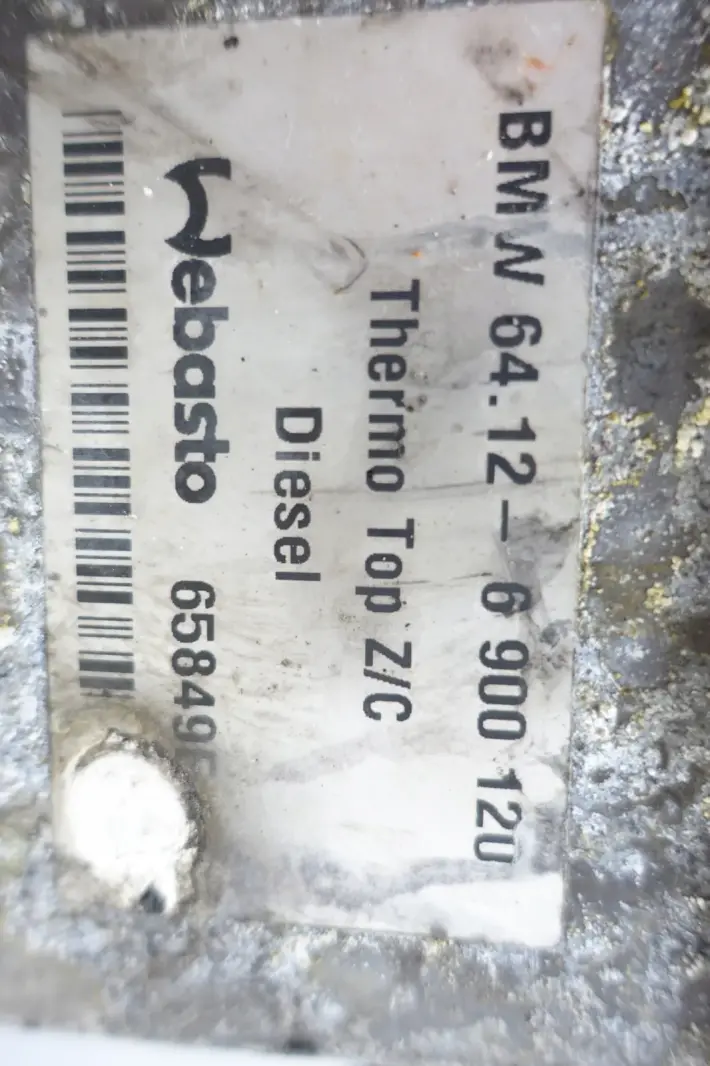 BMW 64.12-6 900 120
Thermo Top Z/C
Diesel
Webasto 65849